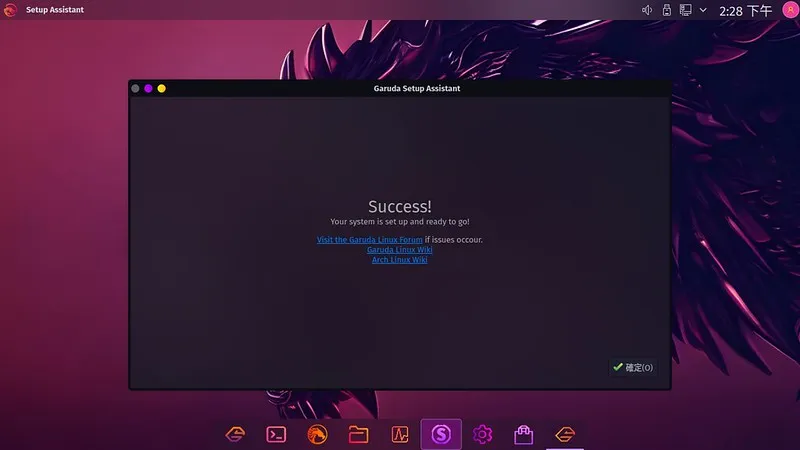 Setup Assistant
2:28 下午
Garuda Setup Assistant
Success!
Your system is set up and ready to go!
Visit the Garuda Linux Forum if issues occour.
Garuda Linux Wiki
Arch Linux Wiki
確定(O)